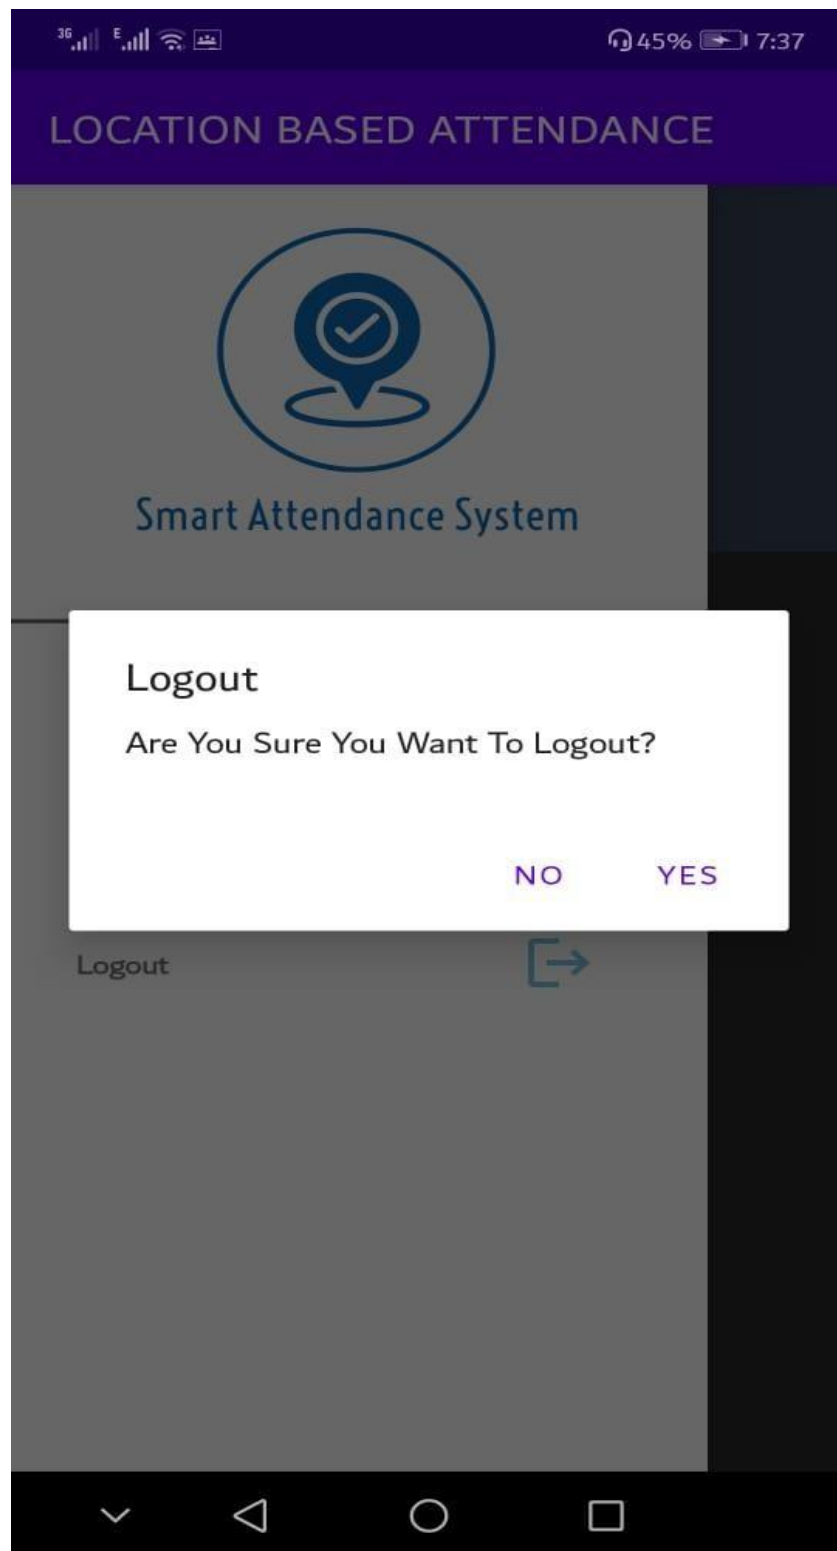 3G E 45% 7:37
LOCATION BASED ATTENDANCE
Smart Attendance System
Logout
Are You Sure You Want To Logout?
NO YES
Logout